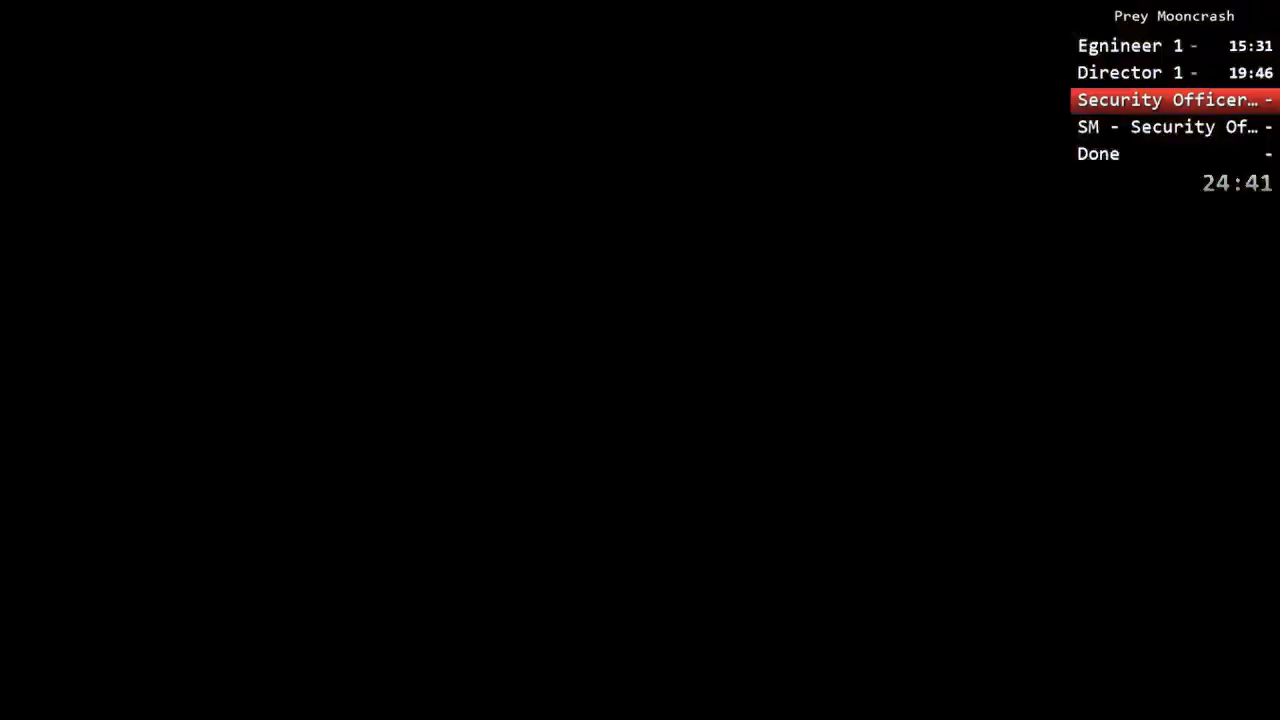 Prey Mooncrash
Egnineer 1 - 15:31
Director 1 - 19:46
Security Officer… -
SM - Security Of… -
Done -
24:41